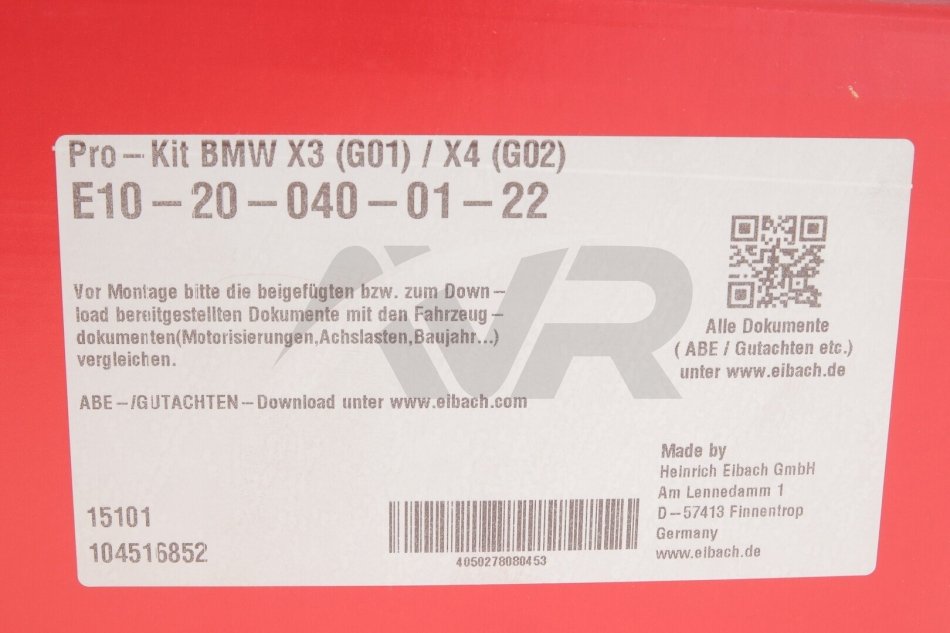 Pro-Kit BMW X3 (G01) / X4 (G02)
E10-20-040-01-22
Vor Montage bitte die beigefügten bzw. zum Down-
load bereitgestellten Dokumente mit den Fahrzeug-
dokumenten(Motorisierungen,Achslasten,Baujahr...)
vergleichen.
ABE-/GUTACHTEN-Download unter www.eibach.com
Alle Dokumente
( ABE / Gutachten etc.)
unter www.eibach.de
15101
104516852
4050278080453
Made by
Heinrich Eibach GmbH
Am Lennedamm 1
D-57413 Finnentrop
Germany
www.eibach.de
VR